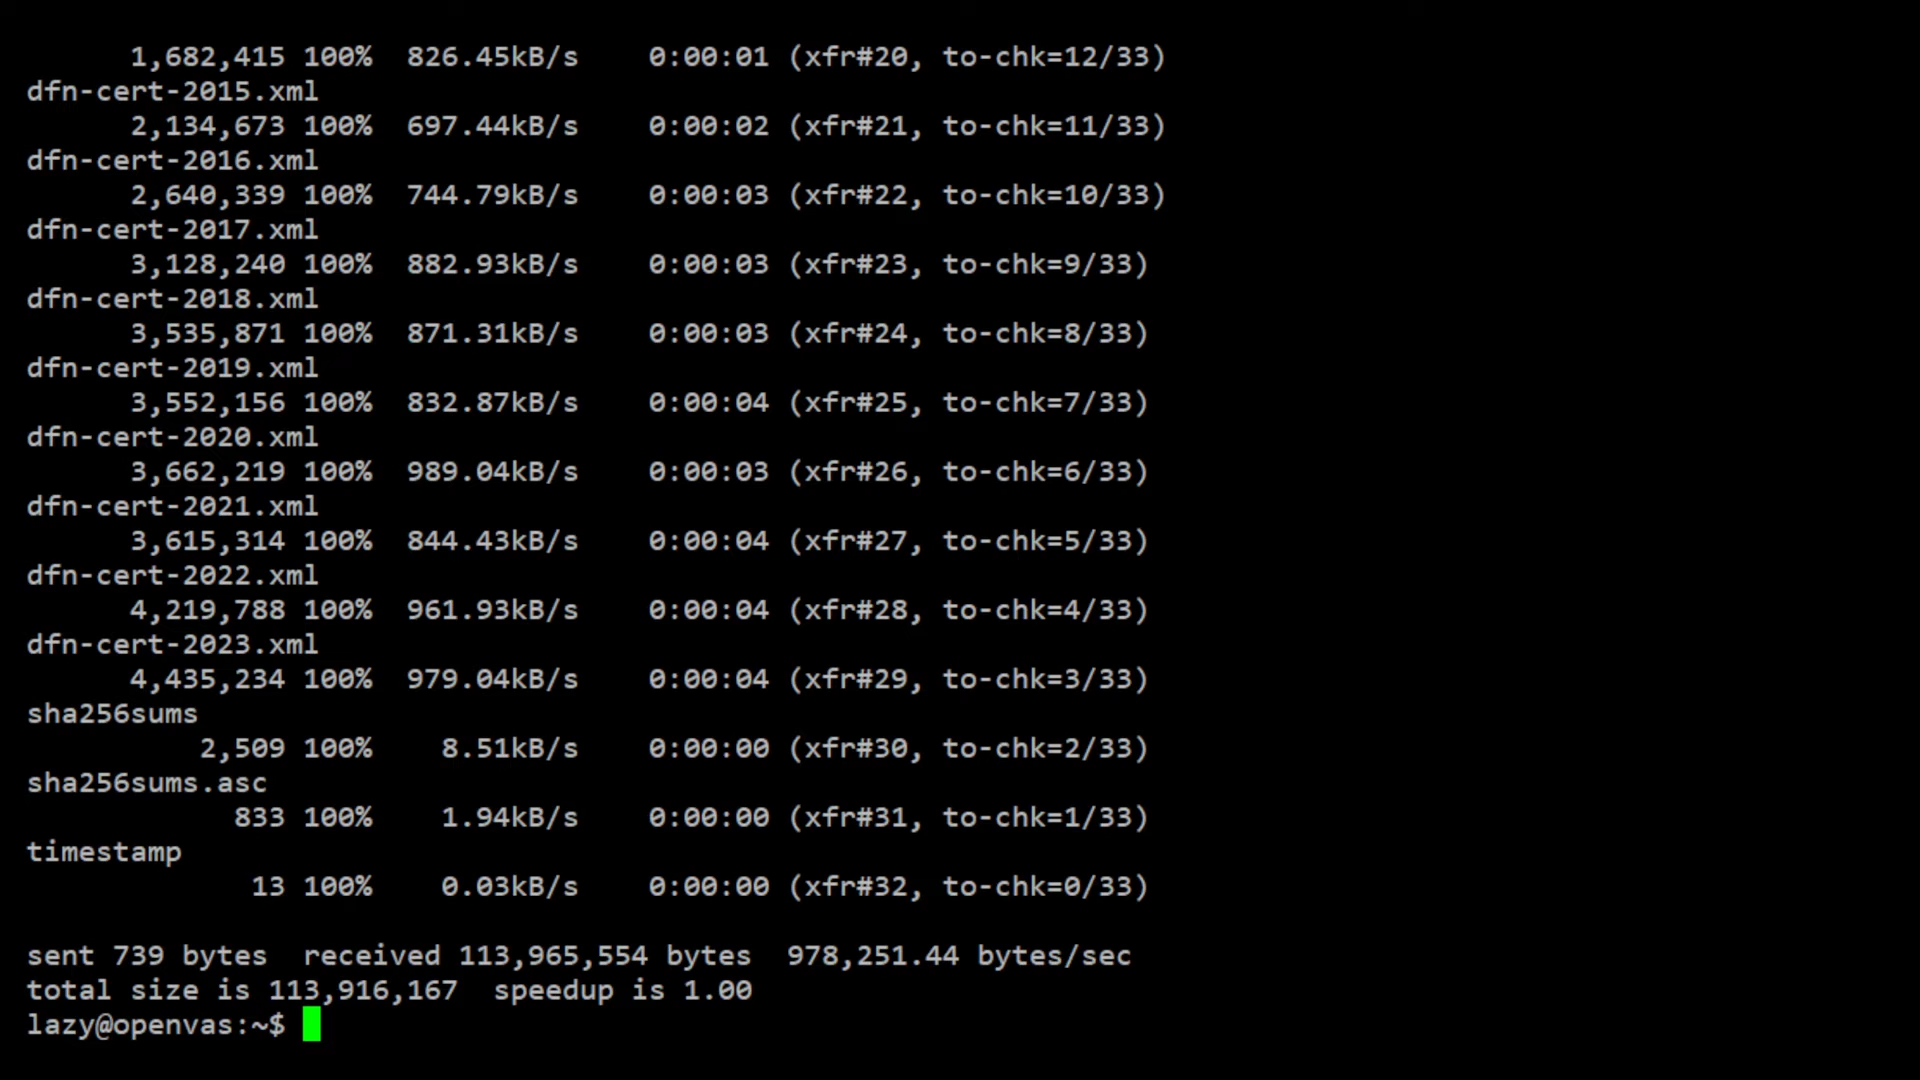 1,682,415 100%  826.45kB/s    0:00:01 (xfr#20, to-chk=12/33)
dfn-cert-2015.xml
2,134,673 100%  697.44kB/s    0:00:02 (xfr#21, to-chk=11/33)
dfn-cert-2016.xml
2,640,339 100%  744.79kB/s    0:00:03 (xfr#22, to-chk=10/33)
dfn-cert-2017.xml
3,128,240 100%  882.93kB/s    0:00:03 (xfr#23, to-chk=9/33)
dfn-cert-2018.xml
3,535,871 100%  871.31kB/s    0:00:03 (xfr#24, to-chk=8/33)
dfn-cert-2019.xml
3,552,156 100%  832.87kB/s    0:00:04 (xfr#25, to-chk=7/33)
dfn-cert-2020.xml
3,662,219 100%  989.04kB/s    0:00:03 (xfr#26, to-chk=6/33)
dfn-cert-2021.xml
3,615,314 100%  844.43kB/s    0:00:04 (xfr#27, to-chk=5/33)
dfn-cert-2022.xml
4,219,788 100%  961.93kB/s    0:00:04 (xfr#28, to-chk=4/33)
dfn-cert-2023.xml
4,435,234 100%  979.04kB/s    0:00:04 (xfr#29, to-chk=3/33)
sha256sums
2,509 100%    8.51kB/s    0:00:00 (xfr#30, to-chk=2/33)
sha256sums.asc
833 100%    1.94kB/s    0:00:00 (xfr#31, to-chk=1/33)
timestamp
13 100%    0.03kB/s    0:00:00 (xfr#32, to-chk=0/33)
sent 739 bytes  received 113,965,554 bytes  978,251.44 bytes/sec
total size is 113,916,167  speedup is 1.00
lazy@openvas:~$